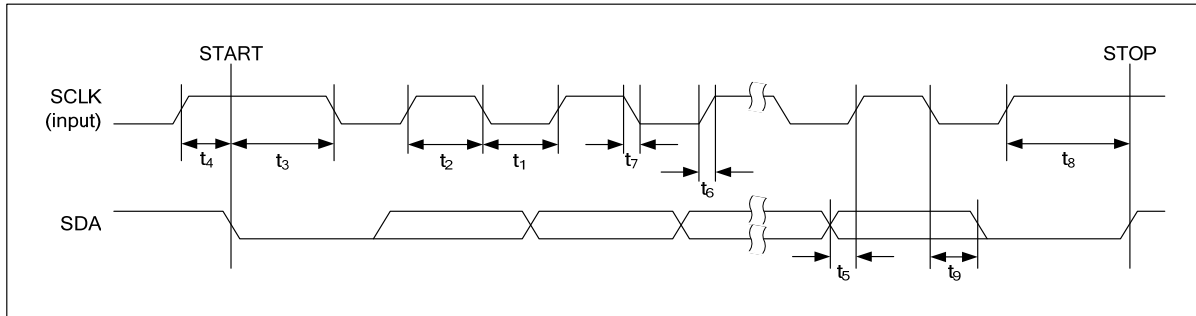 START STOP
SCLK
(input)
t4 t3 t2 t1 t7 t6 t8
SDA
t5 t9